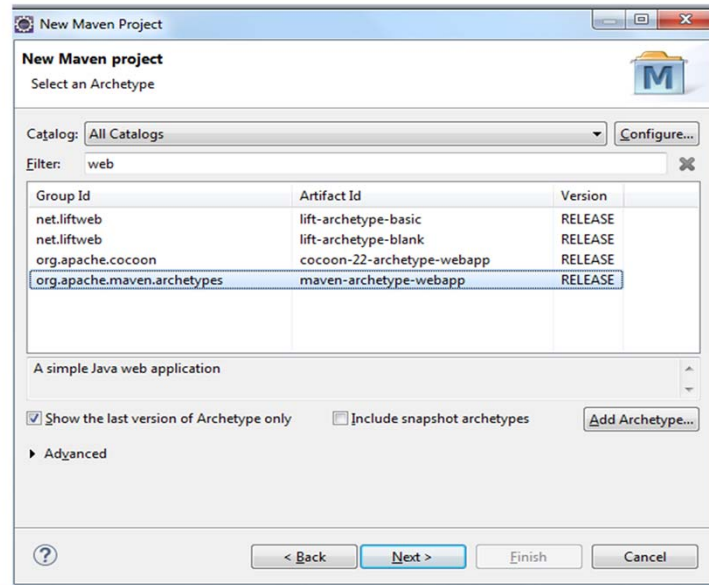 New Maven Project
New Maven project
Select an Archetype
M
Catalog: All Catalogs Configure...
Filter: web
Group Id Artifact Id Version
net.liftweb lift-archetype-basic RELEASE
net.liftweb lift-archetype-blank RELEASE
org.apache.cocoon cocoon-22-archetype-webapp RELEASE
org.apache.maven.archetypes maven-archetype-webapp RELEASE
A simple Java web application
Show the last version of Archetype only Include snapshot archetypes Add Archetype...
Advanced
? < Back Next > Finish Cancel